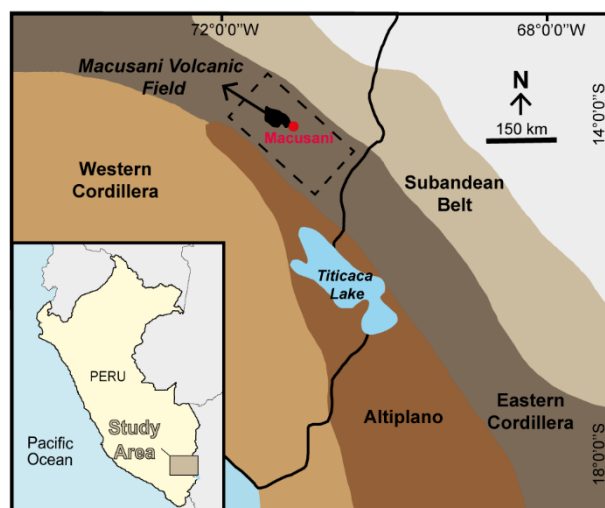 72°0'0''W
68°0'0''W
Macusani Volcanic
Field
N
150 km
14°0'0''S
Macusani
Western
Cordillera
Subandean
Belt
Titicaca
Lake
PERU
Study
Area
Pacific
Ocean
Altiplano
Eastern
Cordillera
18°0'0''S